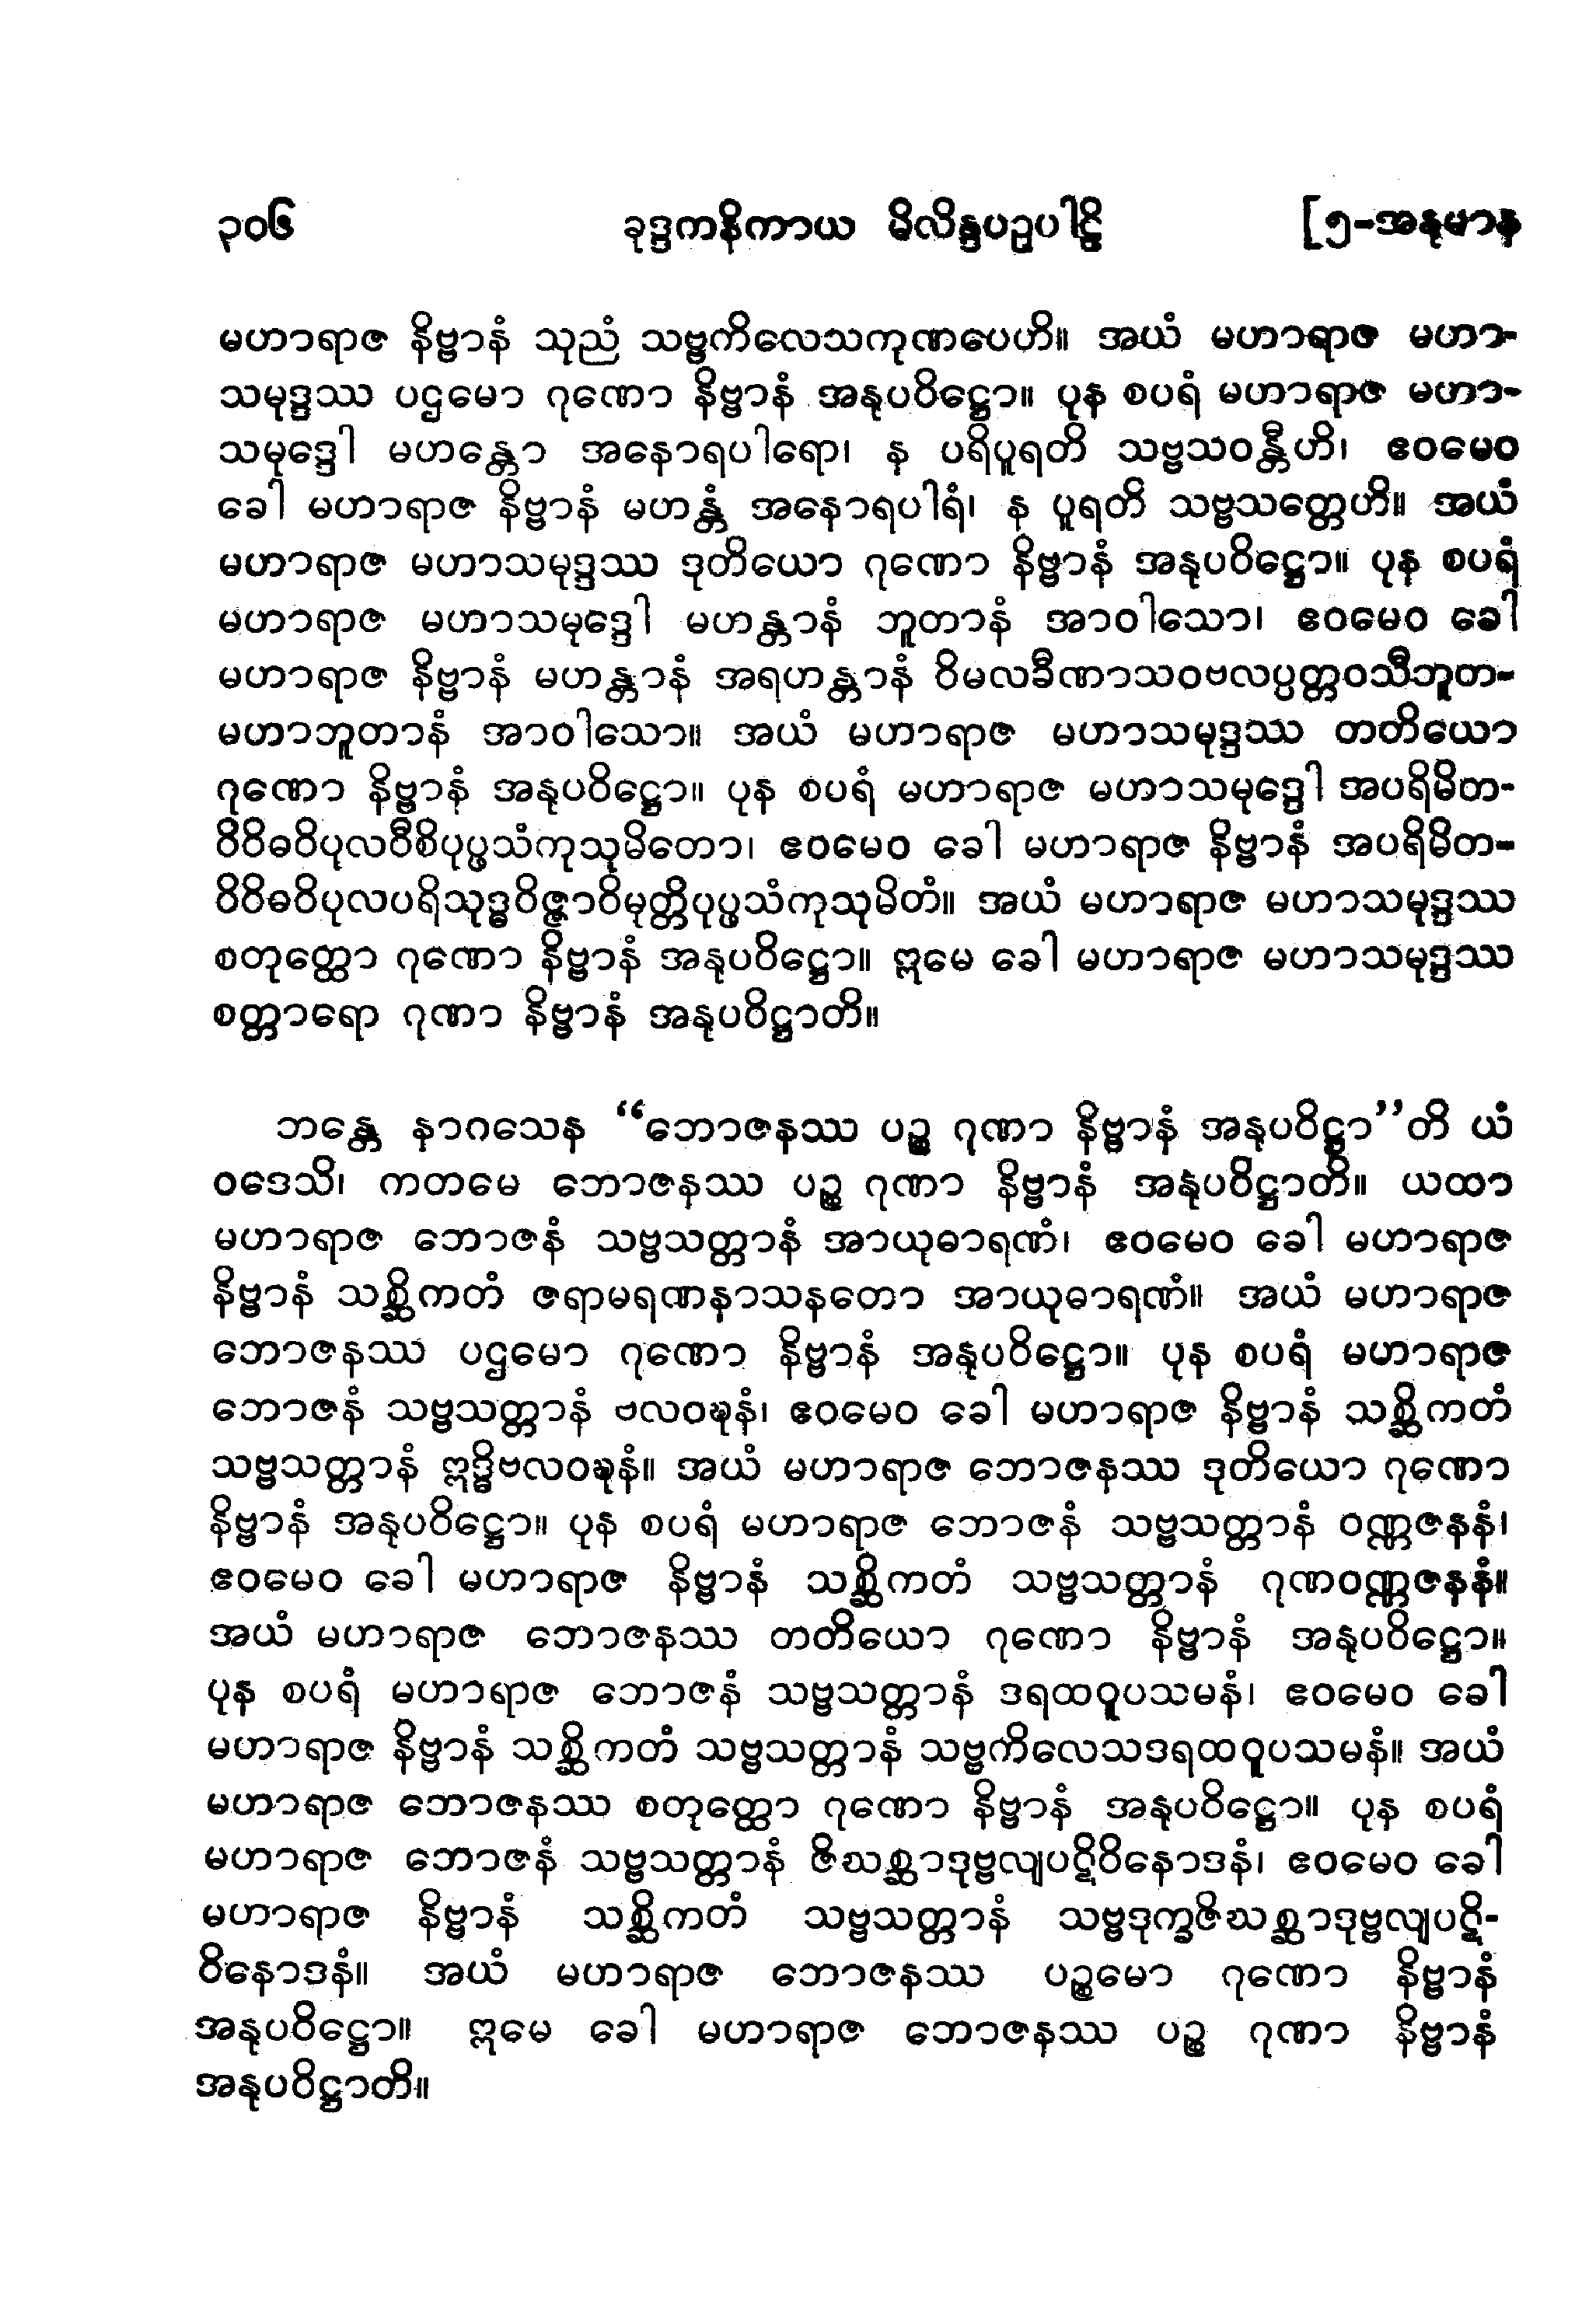 ၃၀၆ ခုဒ္ဒကနိကာယ မိလိန္ဒပဉှပါဠိ [၅-အနုမာန
မဟာရာဇ နိဗ္ဗာနံ သုညံ သဗ္ဗကိလေသကုဏပေဟိ။ အယံ မဟာရာဇ မဟာ-
သမုဒ္ဒဿ ပဌမော ဂုဏော နိဗ္ဗာနံ အနုပဝိဋ္ဌော။ ပုန စပရံ မဟာရာဇ မဟာ-
သမုဒ္ဒေါ မဟန္တော အနောရပါရော၊ န ပရိပူရတိ သဗ္ဗသဝန္တီဟိ၊ ဧဝမေဝ
ခေါ မဟာရာဇ နိဗ္ဗာနံ မဟန္တံ အနောရပါရံ၊ န ပူရတိ သဗ္ဗသတ္တေဟိ။ အယံ
မဟာရာဇ မဟာသမုဒ္ဒဿ ဒုတိယော ဂုဏော နိဗ္ဗာနံ အနုပဝိဋ္ဌော။ ပုန စပရံ
မဟာရာဇ မဟာသမုဒ္ဒေါ မဟန္တာနံ ဘူတာနံ အာဝါသော၊ ဧဝမေဝ ခေါ
မဟာရာဇ နိဗ္ဗာနံ မဟန္တာနံ အရဟန္တာနံ ဝိမလခီဏာသဝဗလပ္ပတ္တဝသီဘူတ-
မဟာဘူတာနံ အာဝါသော။ အယံ မဟာရာဇ မဟာသမုဒ္ဒဿ တတိယော
ဂုဏော နိဗ္ဗာနံ အနုပဝိဋ္ဌော။ ပုန စပရံ မဟာရာဇ မဟာသမုဒ္ဒေါ အပရိမိတ-
ဝိဝိဓဝိပုလဝီစိပုပ္ဖသံကုသုမိတော၊ ဧဝမေဝ ခေါ မဟာရာဇ နိဗ္ဗာနံ အပရိမိတ-
ဝိဝိဓဝိပုလပရိသုဒ္ဓဝိဇ္ဇာဝိမုတ္တိပုပ္ဖသံကုသုမိတံ။ အယံ မဟာရာဇ မဟာသမုဒ္ဒဿ
စတုတ္ထော ဂုဏော နိဗ္ဗာနံ အနုပဝိဋ္ဌော။ ဣမေ ခေါ မဟာရာဇ မဟာသမုဒ္ဒဿ
စတ္တာရော ဂုဏာ နိဗ္ဗာနံ အနုပဝိဋ္ဌာတိ။
ဘန္တေ နာဂသေန “ဘောဇနဿ ပဉ္စ ဂုဏာ နိဗ္ဗာနံ အနုပဝိဋ္ဌာ”တိ ယံ
ဝဒေသိ၊ ကတမေ ဘောဇနဿ ပဉ္စ ဂုဏာ နိဗ္ဗာနံ အနုပဝိဋ္ဌာတိ။ ယထာ
မဟာရာဇ ဘောဇနံ သဗ္ဗသတ္တာနံ အာယုဓာရဏံ၊ ဧဝမေဝ ခေါ မဟာရာဇ
နိဗ္ဗာနံ သစ္ဆိကတံ ဇရာမရဏနာသနတော အာယုဓာရဏံ။ အယံ မဟာရာဇ
ဘောဇနဿ ပဌမော ဂုဏော နိဗ္ဗာနံ အနုပဝိဋ္ဌော။ ပုန စပရံ မဟာရာဇ
ဘောဇနံ သဗ္ဗသတ္တာနံ ဗလဝဍ္ဎနံ၊ ဧဝမေဝ ခေါ မဟာရာဇ နိဗ္ဗာနံ သစ္ဆိကတံ
သဗ္ဗသတ္တာနံ ဣဒ္ဓိဗလဝဍ္ဎနံ။ အယံ မဟာရာဇ ဘောဇနဿ ဒုတိယော ဂုဏော
နိဗ္ဗာနံ အနုပဝိဋ္ဌော။ ပုန စပရံ မဟာရာဇ ဘောဇနံ သဗ္ဗသတ္တာနံ ဝဏ္ဏဇနနံ၊
ဧဝမေဝ ခေါ မဟာရာဇ နိဗ္ဗာနံ သစ္ဆိကတံ သဗ္ဗသတ္တာနံ ဂုဏဝဏ္ဏဇနနံ။
အယံ မဟာရာဇ ဘောဇနဿ တတိယော ဂုဏော နိဗ္ဗာနံ အနုပဝိဋ္ဌော။
ပုန စပရံ မဟာရာဇ ဘောဇနံ သဗ္ဗသတ္တာနံ ဒရထဝူပသမနံ၊ ဧဝမေဝ ခေါ
မဟာရာဇ နိဗ္ဗာနံ သစ္ဆိကတံ သဗ္ဗသတ္တာနံ သဗ္ဗကိလေသဒရထဝူပသမနံ။ အယံ
မဟာရာဇ ဘောဇနဿ စတုတ္ထော ဂုဏော နိဗ္ဗာနံ အနုပဝိဋ္ဌော။ ပုန စပရံ
မဟာရာဇ ဘောဇနံ သဗ္ဗသတ္တာနံ ဇိဃစ္ဆာဒုဗ္ဗလျပဋိဝိနောဒနံ၊ ဧဝမေဝ ခေါ
မဟာရာဇ နိဗ္ဗာနံ သစ္ဆိကတံ သဗ္ဗသတ္တာနံ သဗ္ဗဒုက္ခဇိဃစ္ဆာဒုဗ္ဗလျပဋိ-
ဝိနောဒနံ။ အယံ မဟာရာဇ ဘောဇနဿ ပဉ္စမော ဂုဏော နိဗ္ဗာနံ
အနုပဝိဋ္ဌော။ ဣမေ ခေါ မဟာရာဇ ဘောဇနဿ ပဉ္စ ဂုဏာ နိဗ္ဗာနံ
အနုပဝိဋ္ဌာတိ။